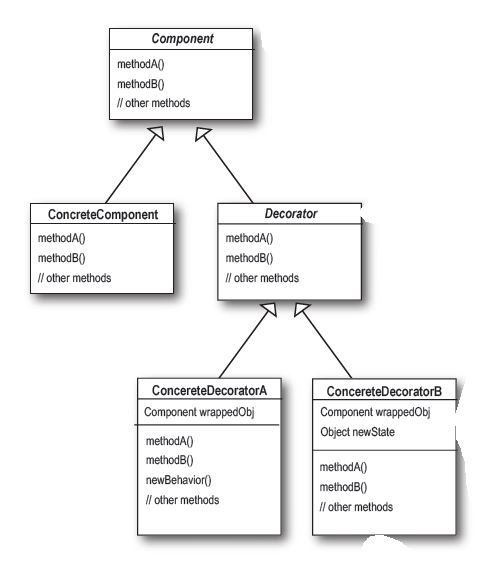 Component
methodA()
methodB()
// other methods
ConcreteComponent
methodA()
methodB()
// other methods
Decorator
methodA()
methodB()
// other methods
ConcereteDecoratorA
Component wrappedObj
methodA()
methodB()
newBehavior()
// other methods
ConcereteDecoratorB
Component wrappedObj
Object newState
methodA()
methodB()
// other methods